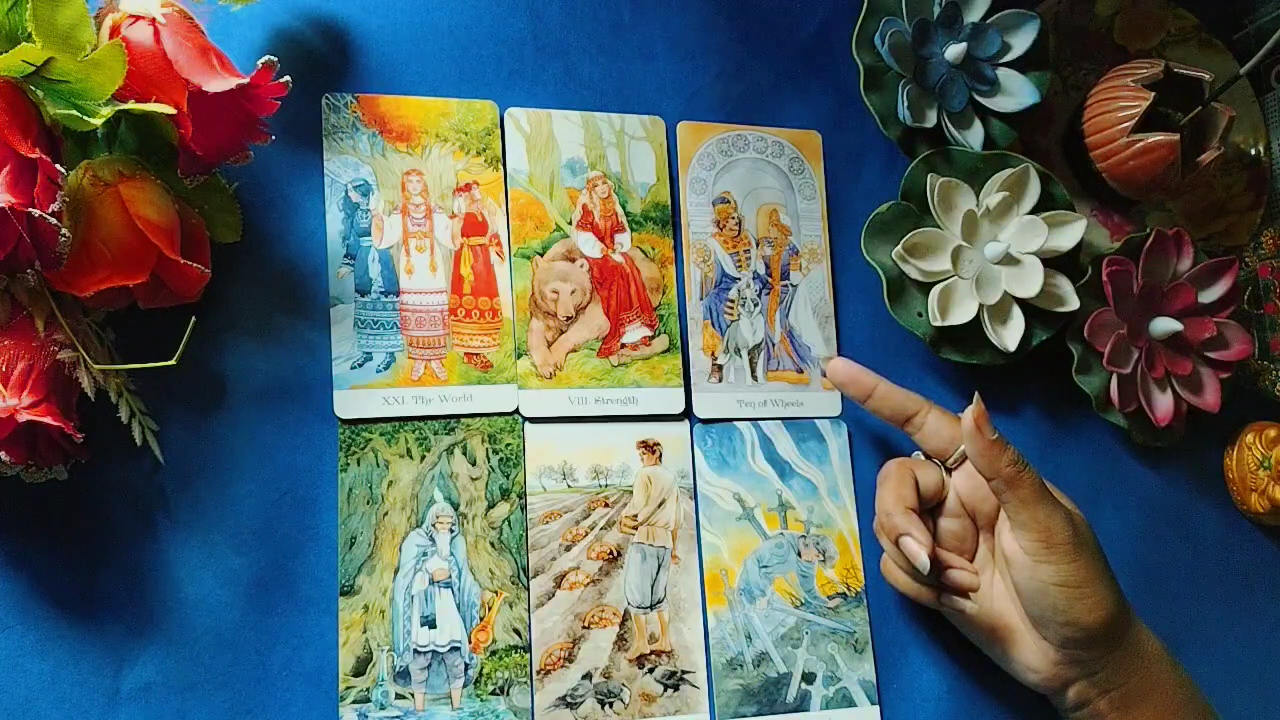 XXI. The World
VIII. Strength
Ten of Wheels